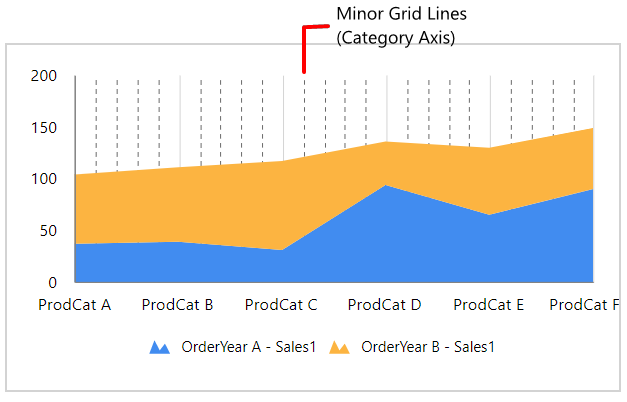 Minor Grid Lines
(Category Axis)
200
150
100
50
0
ProdCat A ProdCat B ProdCat C ProdCat D ProdCat E ProdCat F
OrderYear A - Sales1 OrderYear B - Sales1